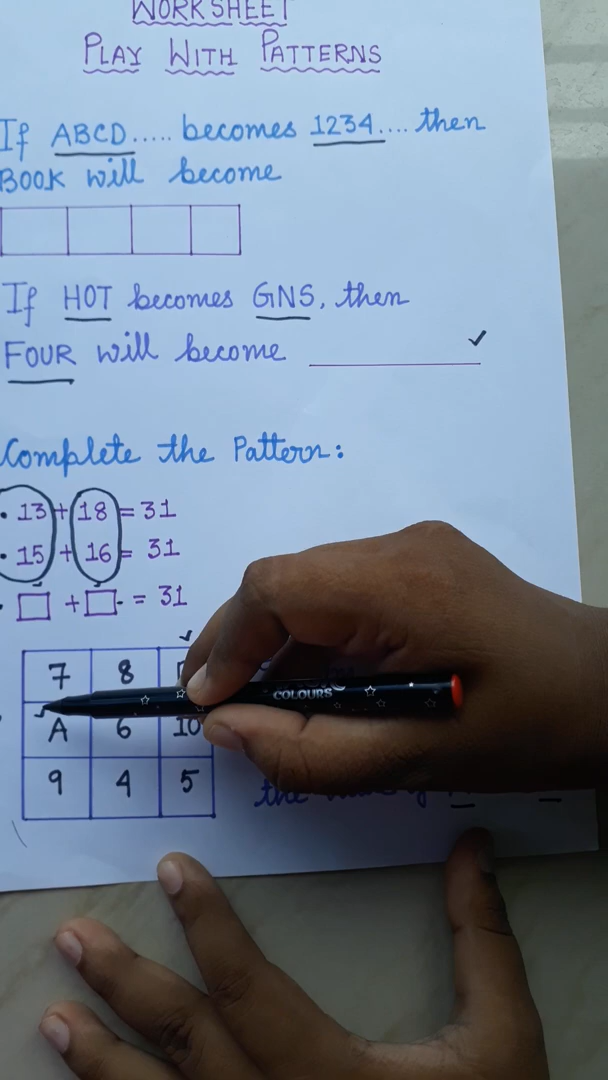 WORKSHEET
PLAY WITH PATTERNS
If ABCD..... becomes 1234.... then
BOOK will become
If HOT becomes GNS, then
FOUR will become
Complete the Pattern:
• 13 + 18 = 31
• 15 + 16 = 31
• + = 31
7 8
A 6 10
9 4 5
COLOURS
the